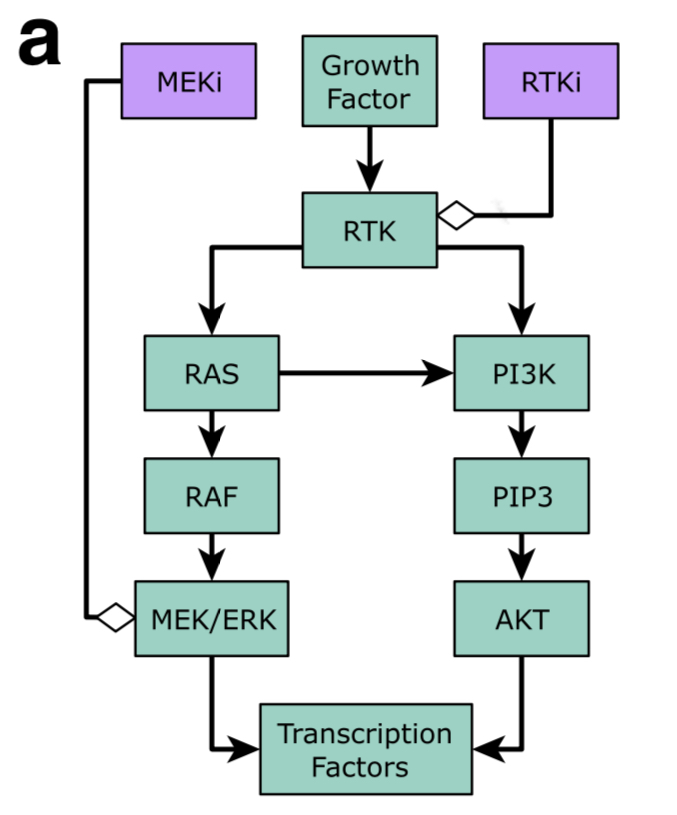 a
MEKi
Growth
Factor
RTKi
RTK
RAS
PI3K
RAF
PIP3
MEK/ERK
AKT
Transcription
Factors